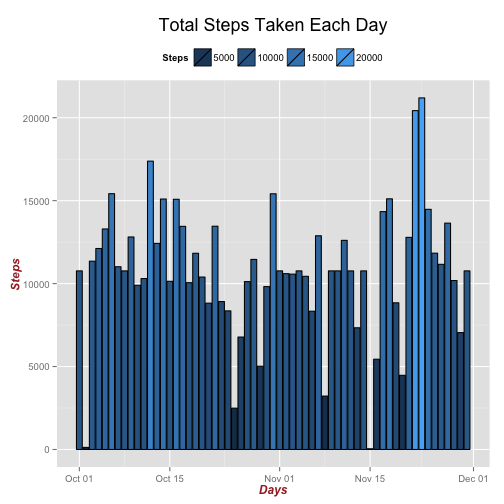 Total Steps Taken Each Day
Steps 5000 10000 15000 20000
20000
15000
10000
5000
0
Steps
Oct 01 Oct 15 Nov 01 Nov 15 Dec 01
Days